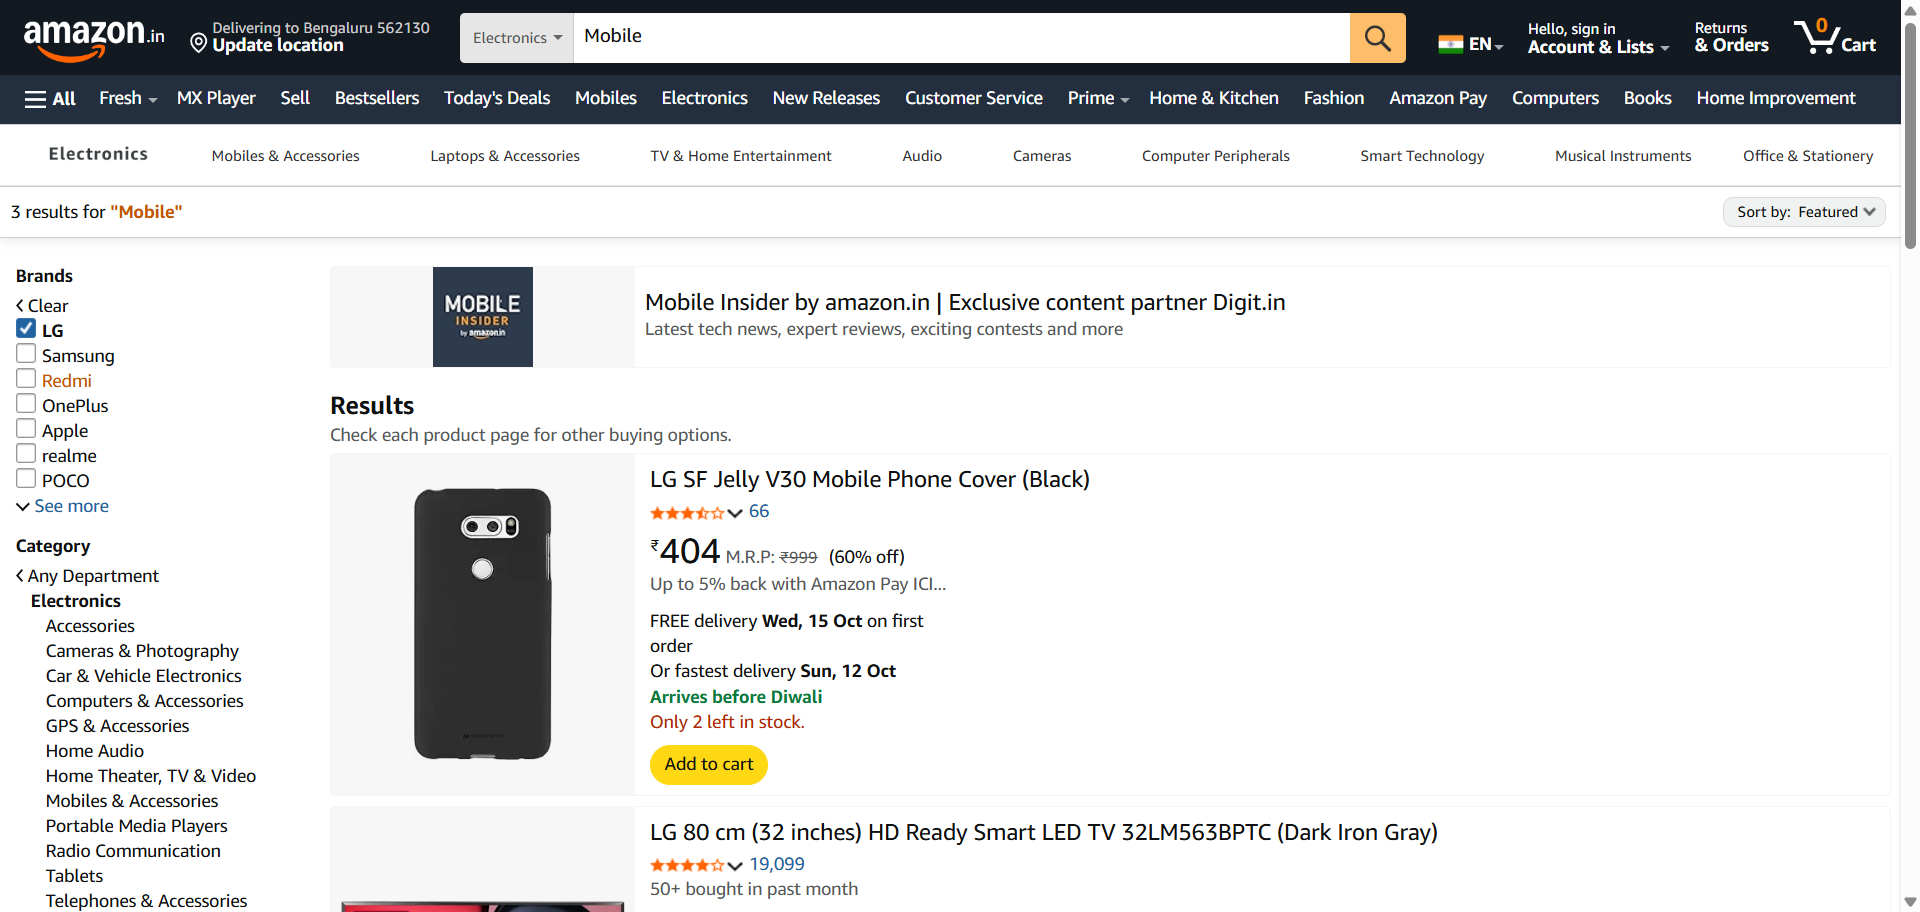 amazon.in
Delivering to Bengaluru 562130
Update location
Electronics
Mobile
EN
Hello, sign in
Account & Lists
Returns
& Orders
0
Cart
All
Fresh
MX Player
Sell
Bestsellers
Today's Deals
Mobiles
Electronics
New Releases
Customer Service
Prime
Home & Kitchen
Fashion
Amazon Pay
Computers
Books
Home Improvement
Electronics
Mobiles & Accessories
Laptops & Accessories
TV & Home Entertainment
Audio
Cameras
Computer Peripherals
Smart Technology
Musical Instruments
Office & Stationery
3 results for "Mobile"
Sort by: Featured
Brands
Clear
LG
Samsung
Redmi
OnePlus
Apple
realme
POCO
See more
Category
Any Department
Electronics
Accessories
Cameras & Photography
Car & Vehicle Electronics
Computers & Accessories
GPS & Accessories
Home Audio
Home Theater, TV & Video
Mobiles & Accessories
Portable Media Players
Radio Communication
Tablets
Telephones & Accessories
MOBILE
INSIDER
by amazon.in
Mobile Insider by amazon.in | Exclusive content partner Digit.in
Latest tech news, expert reviews, exciting contests and more
Results
Check each product page for other buying options.
LG SF Jelly V30 Mobile Phone Cover (Black)
66
₹404 M.R.P: ₹999 (60% off)
Up to 5% back with Amazon Pay ICI...
FREE delivery Wed, 15 Oct on first
order
Or fastest delivery Sun, 12 Oct
Arrives before Diwali
Only 2 left in stock.
Add to cart
LG 80 cm (32 inches) HD Ready Smart LED TV 32LM563BPTC (Dark Iron Gray)
19,099
50+ bought in past month